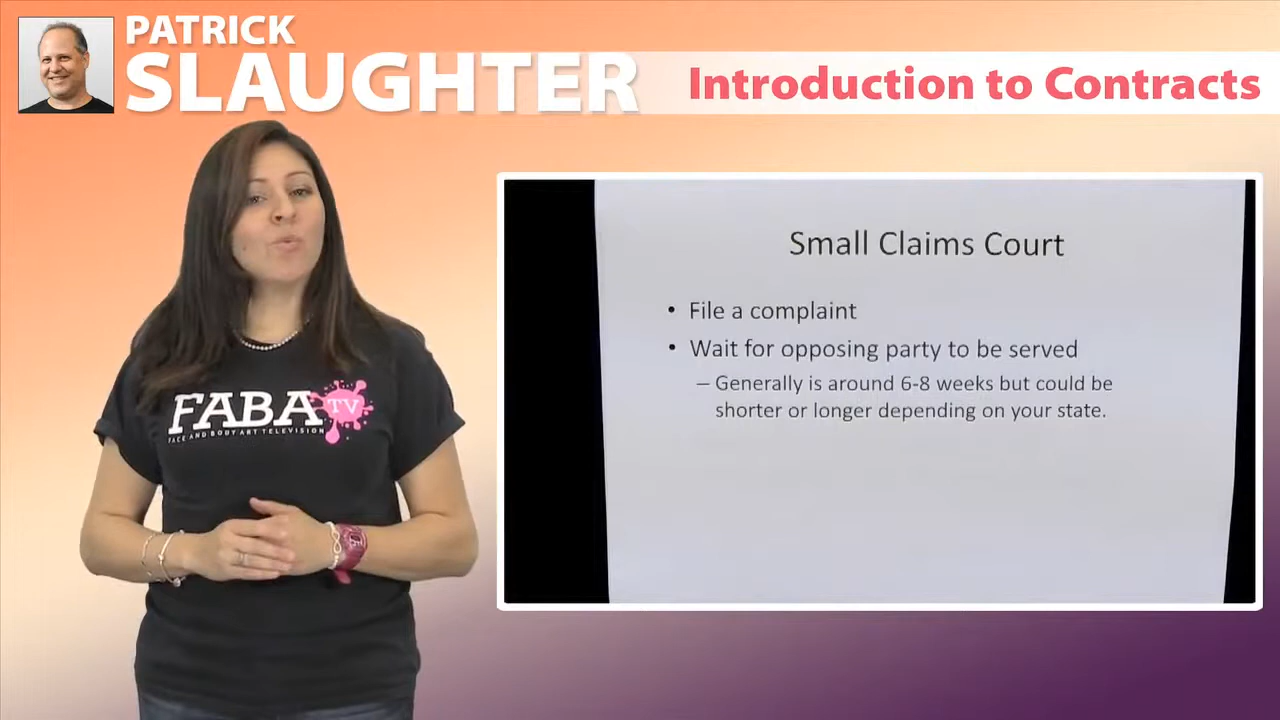 PATRICK
SLAUGHTER
Introduction to Contracts
Small Claims Court
• File a complaint
• Wait for opposing party to be served
– Generally is around 6-8 weeks but could be
shorter or longer depending on your state.
FABA TV
FACE AND BODY ART TELEVISION